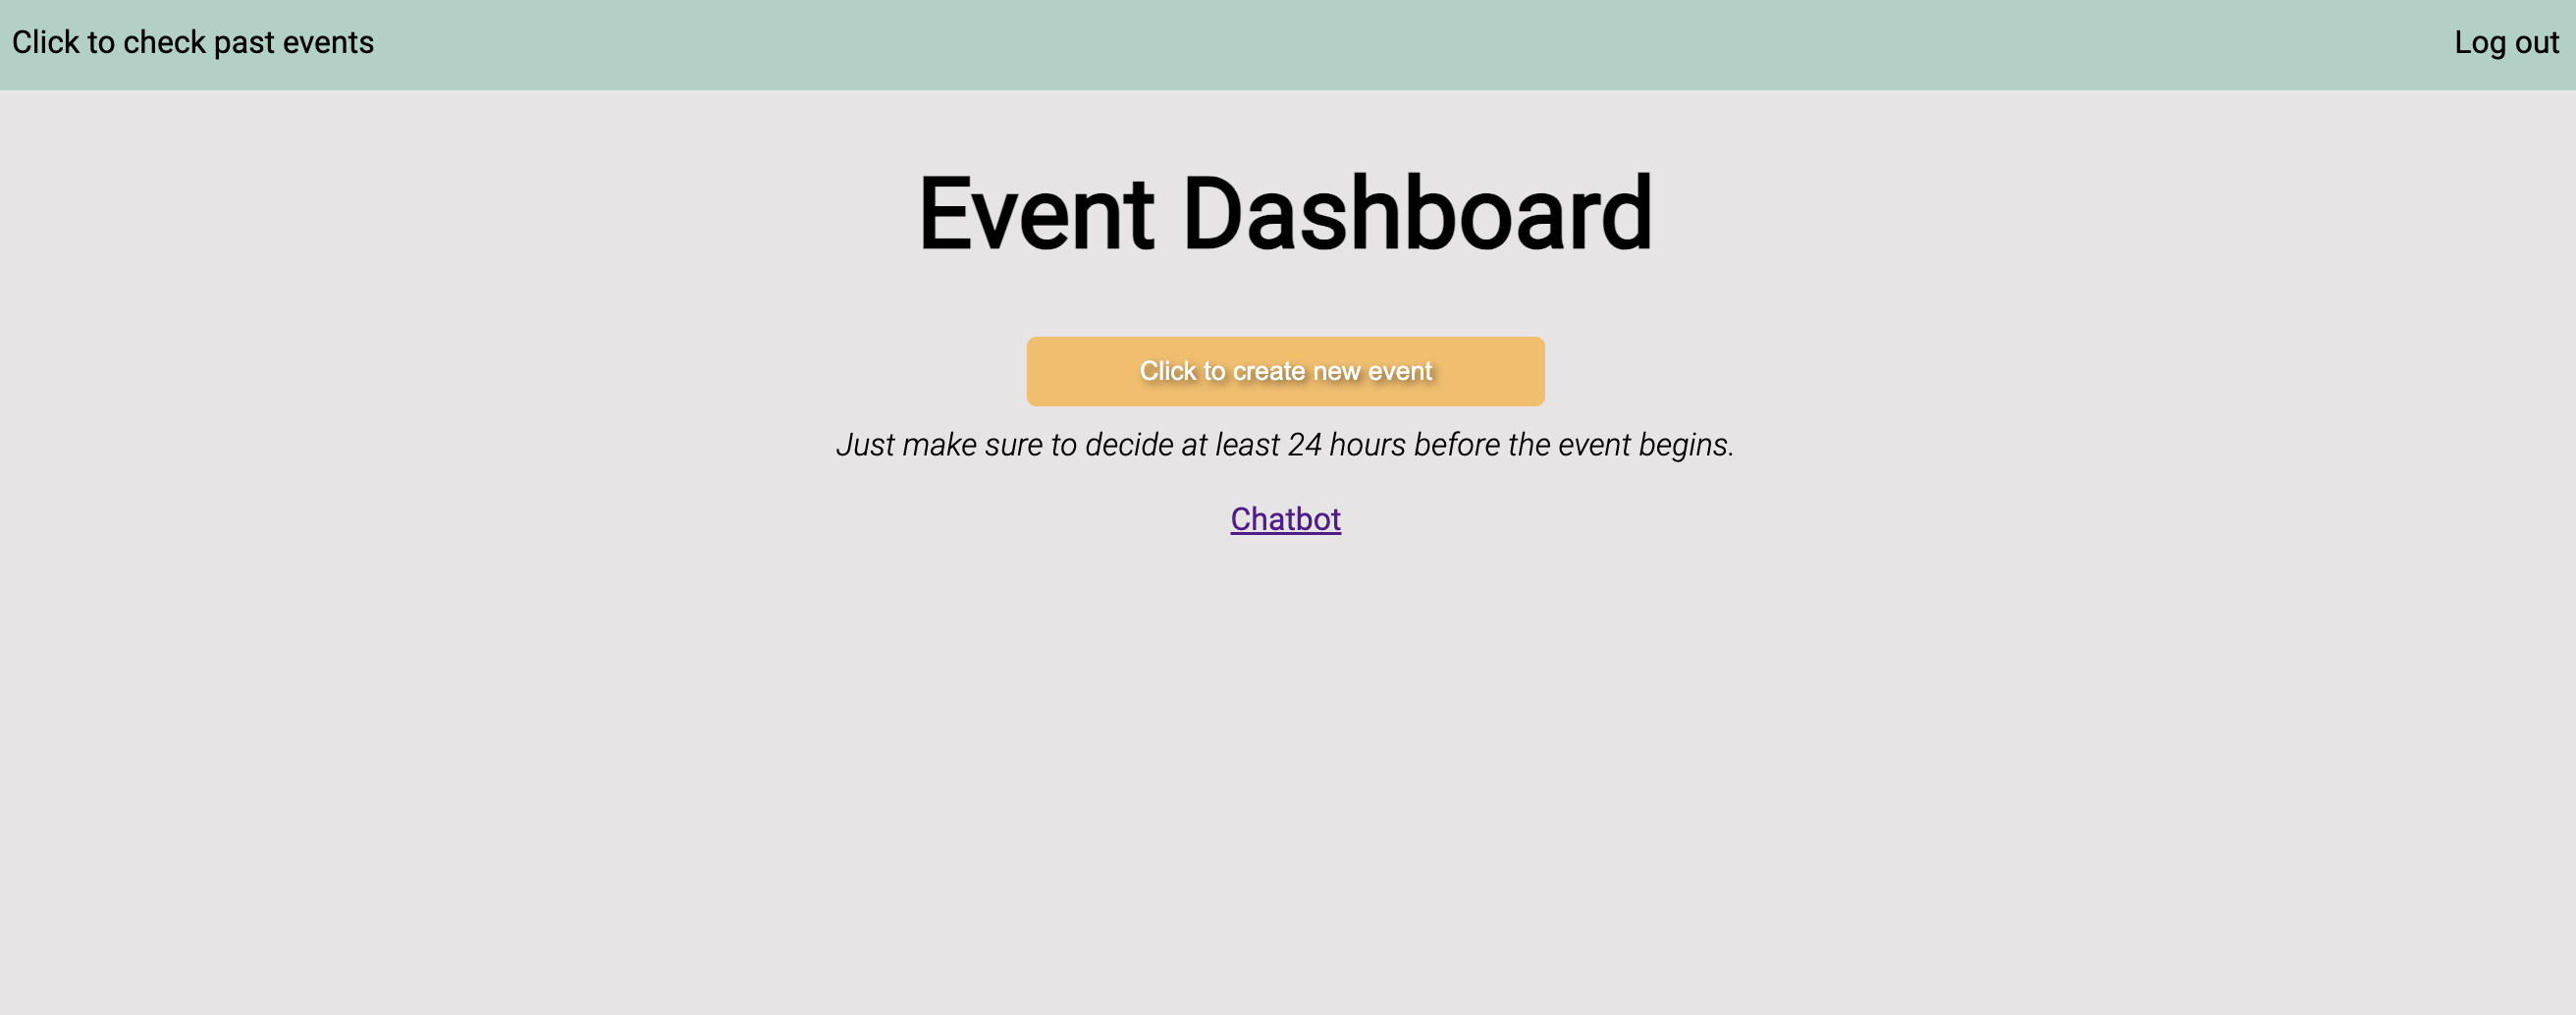 Click to check past events
Log out
Event Dashboard
Click to create new event
Just make sure to decide at least 24 hours before the event begins.
Chatbot